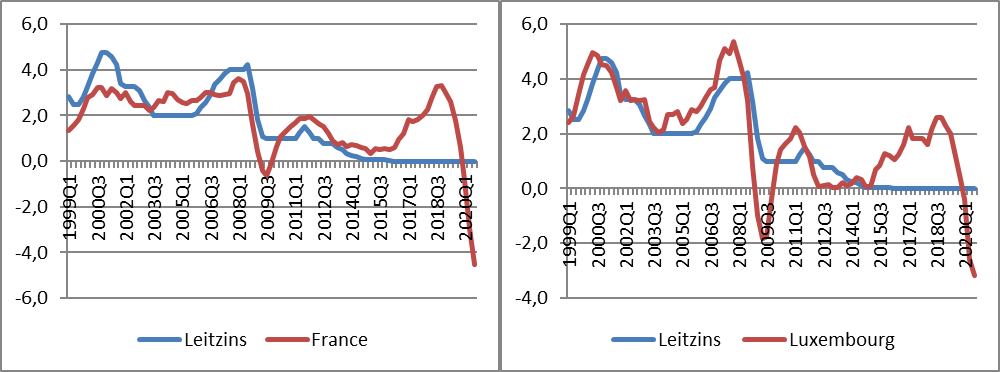 6,0
4,0
2,0
0,0
-2,0
-4,0
-6,0
1999Q1
2000Q3
2002Q1
2003Q3
2005Q1
2006Q3
2008Q1
2009Q3
2011Q1
2012Q3
2014Q1
2015Q3
2017Q1
2018Q3
2020Q1
Leitzins
France
6,0
4,0
2,0
0,0
-2,0
-4,0
1999Q1
2000Q3
2002Q1
2003Q3
2005Q1
2006Q3
2008Q1
2009Q3
2011Q1
2012Q3
2014Q1
2015Q3
2017Q1
2018Q3
2020Q1
Leitzins
Luxembourg